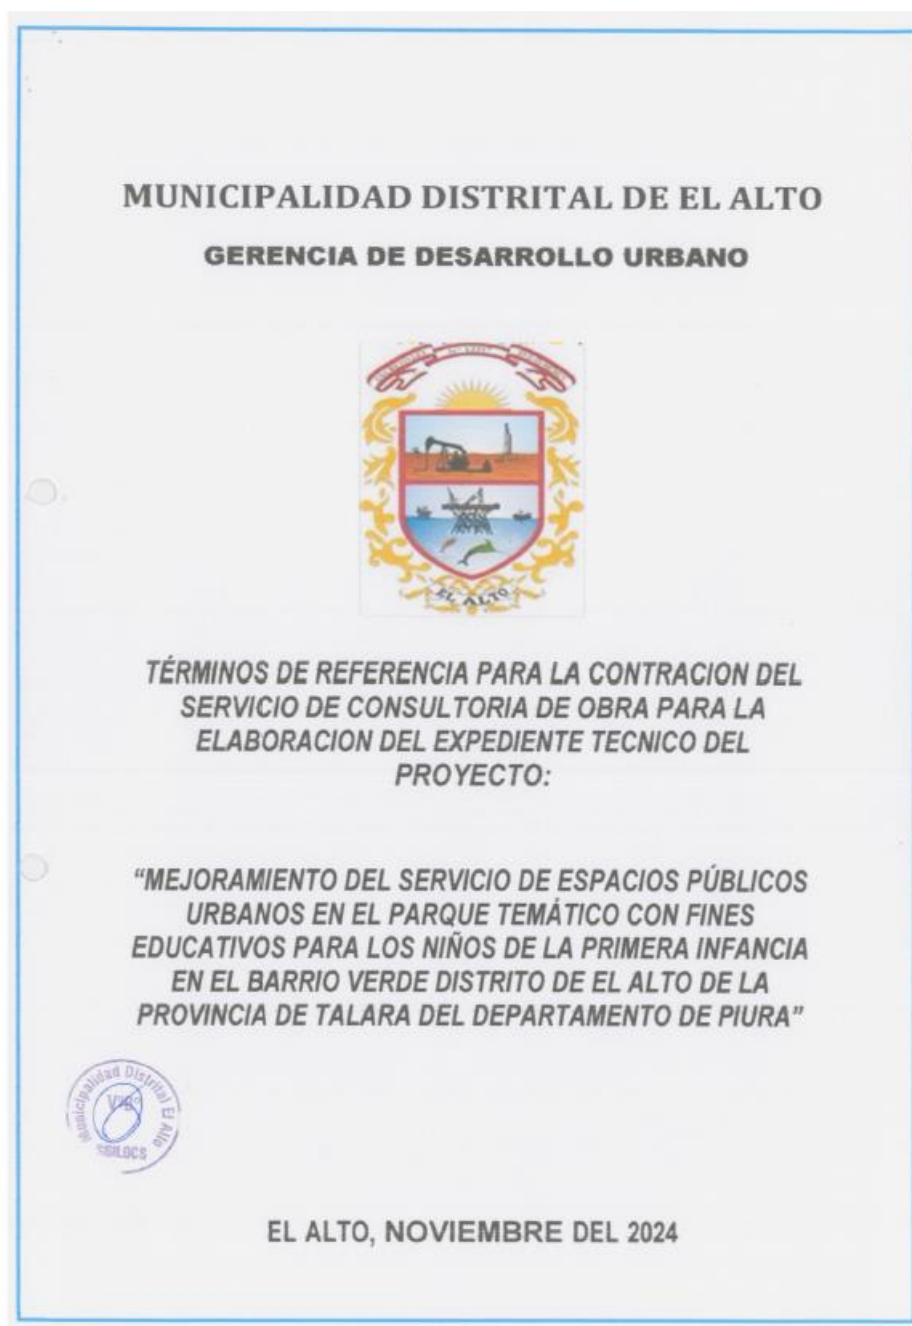 MUNICIPALIDAD DISTRITAL DE EL ALTO
GERENCIA DE DESARROLLO URBANO
EL ALTO
TÉRMINOS DE REFERENCIA PARA LA CONTRACION DEL
SERVICIO DE CONSULTORIA DE OBRA PARA LA
ELABORACION DEL EXPEDIENTE TECNICO DEL
PROYECTO:
“MEJORAMIENTO DEL SERVICIO DE ESPACIOS PÚBLICOS
URBANOS EN EL PARQUE TEMÁTICO CON FINES
EDUCATIVOS PARA LOS NIÑOS DE LA PRIMERA INFANCIA
EN EL BARRIO VERDE DISTRITO DE EL ALTO DE LA
PROVINCIA DE TALARA DEL DEPARTAMENTO DE PIURA”
Municipalidad Distrital El Alto
VºBº
EL ALTO, NOVIEMBRE DEL 2024